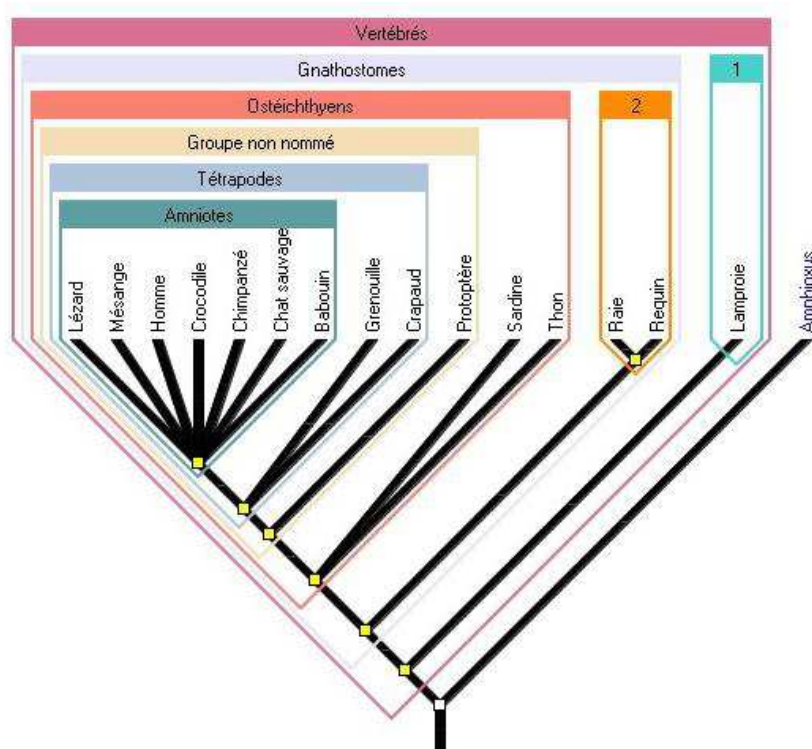 Vertébrés
Gnathostomes
1
Ostéichthyens
2
Groupe non nommé
Tétrapodes
Amniotes
Lézard
Mésange
Homme
Crocodile
Chimpanzé
Chat sauvage
Babouin
Grenouille
Crapaud
Protoptère
Sardine
Thon
Raie
Requin
Lamproie
Amphioxus